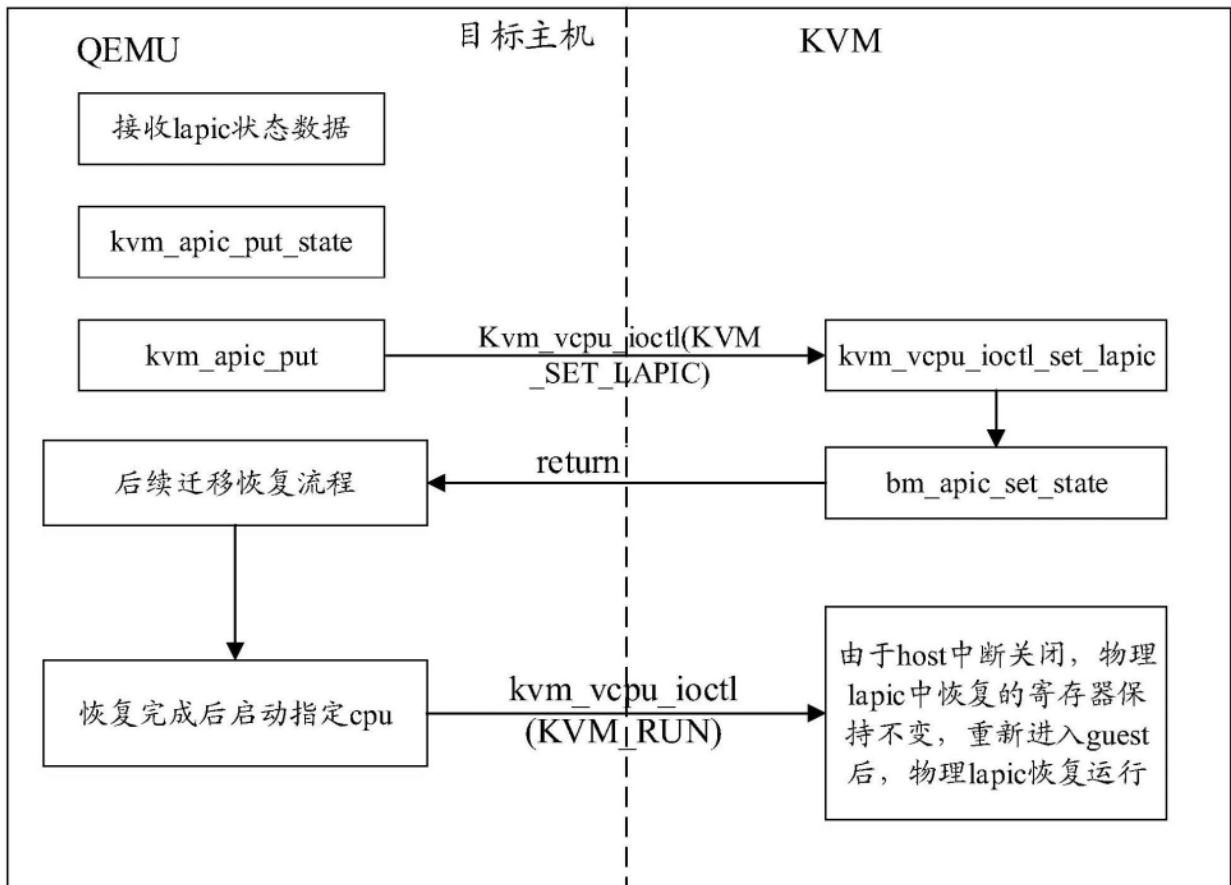 目标主机
QEMU
KVM
接收lapic状态数据
kvm_apic_put_state
kvm_apic_put
Kvm_vcpu_ioctl(KVM
_SET_LAPIC)
kvm_vcpu_ioctl_set_lapic
后续迁移恢复流程
return
bm_apic_set_state
恢复完成后启动指定cpu
kvm_vcpu_ioctl
(KVM_RUN)
由于host中断关闭，物理
lapic中恢复的寄存器保
持不变，重新进入guest
后，物理lapic恢复运行